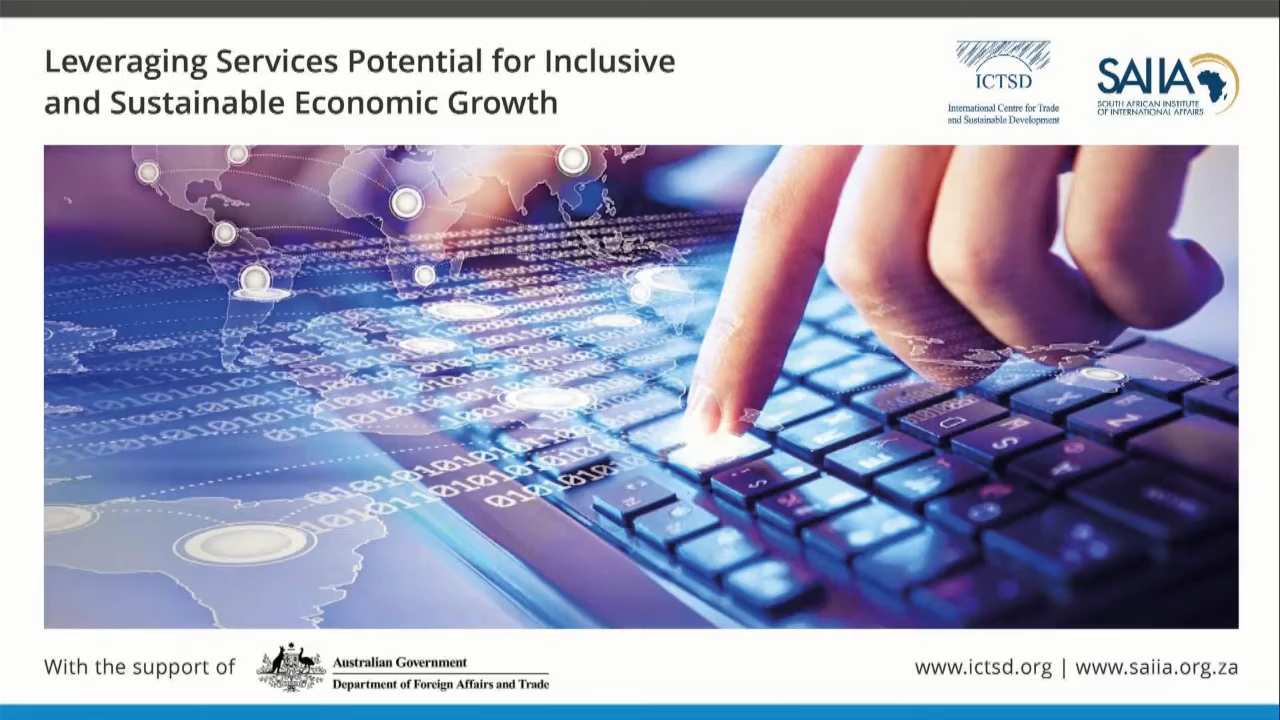 Leveraging Services Potential for Inclusive
and Sustainable Economic Growth
ICTSD
International Centre for Trade
and Sustainable Development
SAIIA
SOUTH AFRICAN INSTITUTE
OF INTERNATIONAL AFFAIRS
With the support of
Australian Government
Department of Foreign Affairs and Trade
www.ictsd.org | www.saiia.org.za